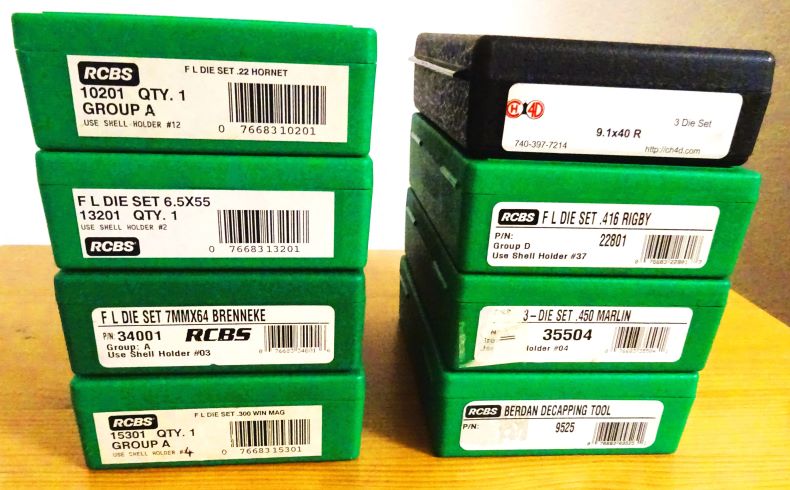 RCBS
F L DIE SET .22 HORNET
10201 QTY. 1
GROUP A
USE SHELL HOLDER #12
0 7668310201
F L DIE SET 6.5X55
13201 QTY. 1
USE SHELL HOLDER #2
RCBS
0 7668313201
F L DIE SET 7MMX64 BRENNEKE
P/N: 34001 RCBS
Group: A
Use Shell Holder #03
F L DIE SET .300 WIN MAG
RCBS
15301 QTY. 1
GROUP A
USE SHELL HOLDER #4
0 7668315301
CH 4D
3 Die Set
9.1x40 R
740-397-7214 http://ch4d.com
RCBS F L DIE SET .416 RIGBY
P/N: 22801
Group D
Use Shell Holder #37
3-DIE SET .450 MARLIN
35504
Holder #04
RCBS BERDAN DECAPPING TOOL
P/N: 9525